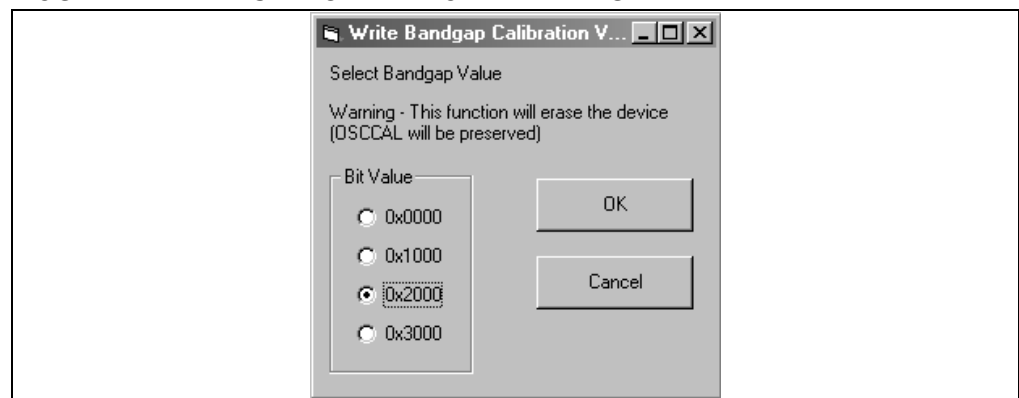 Write Bandgap Calibration V...
Select Bandgap Value
Warning - This function will erase the device
(OSCCAL will be preserved)
Bit Value
0x0000
OK
0x1000
0x2000
Cancel
0x3000